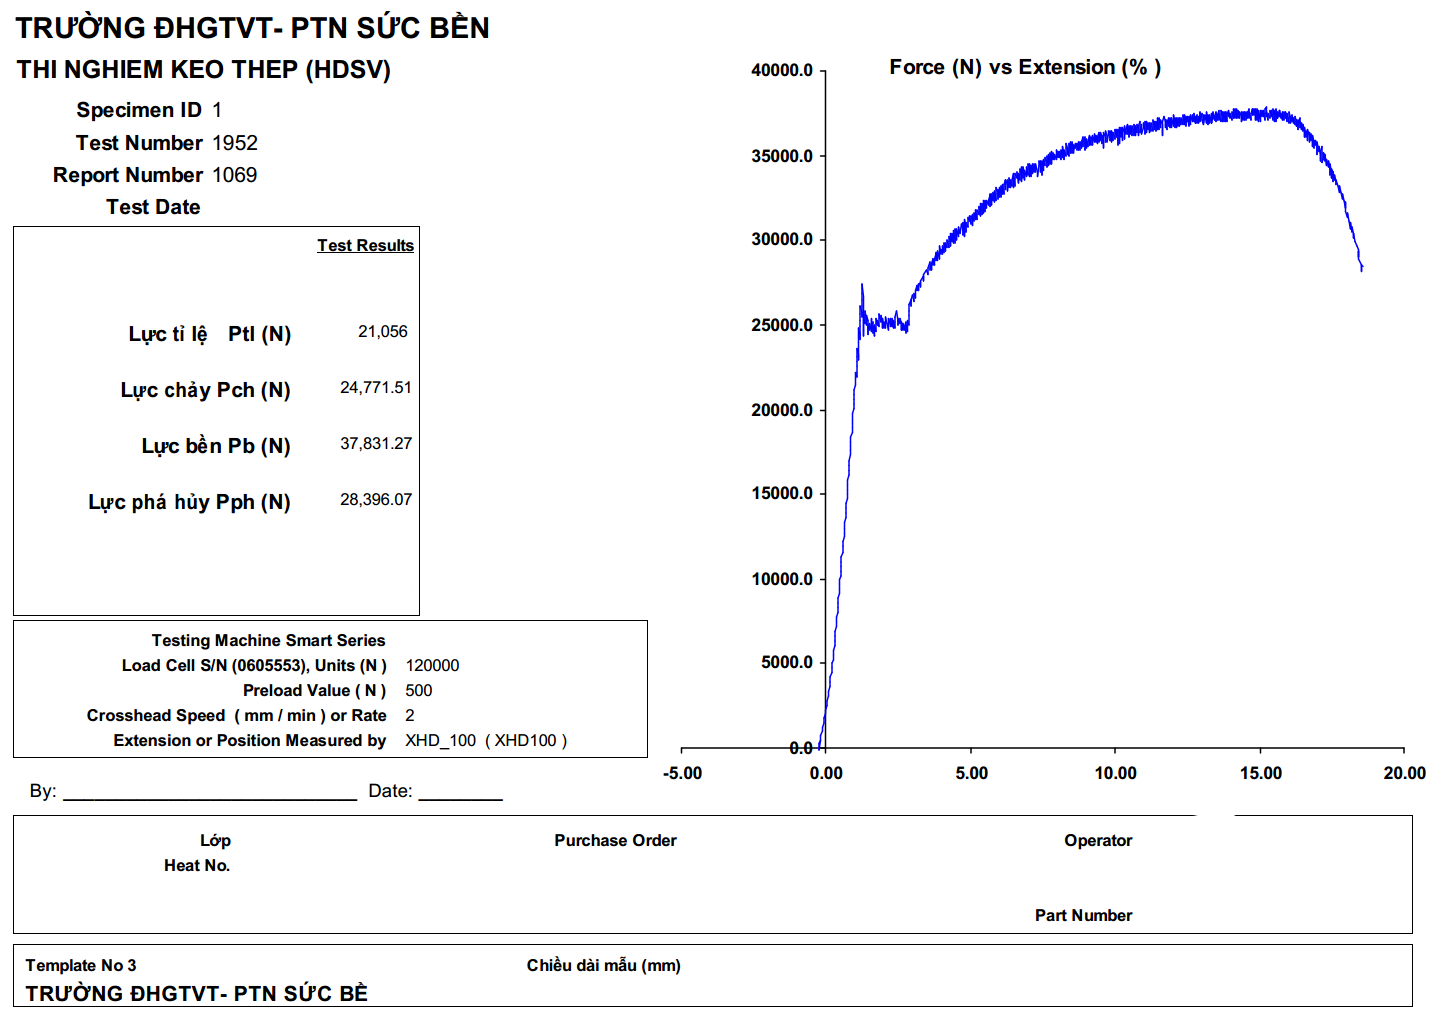 TRƯỜNG ĐHGTVT- PTN SỨC BỀN
THI NGHIEM KEO THEP (HDSV)
Specimen ID 1
Test Number 1952
Report Number 1069
Test Date
Test Results
Lực tỉ lệ Ptl (N) 21,056
Lực chảy Pch (N) 24,771.51
Lực bền Pb (N) 37,831.27
Lực phá hủy Pph (N) 28,396.07
Testing Machine Smart Series
Load Cell S/N (0605553), Units (N ) 120000
Preload Value ( N ) 500
Crosshead Speed ( mm / min ) or Rate 2
Extension or Position Measured by XHD_100 ( XHD100 )
By: Date:
Force (N) vs Extension (% )
40000.0
35000.0
30000.0
25000.0
20000.0
15000.0
10000.0
5000.0
0.0
-5.00 0.00 5.00 10.00 15.00 20.00
Lớp Purchase Order Operator
Heat No.
Part Number
Template No 3 Chiều dài mẫu (mm)
TRƯỜNG ĐHGTVT- PTN SỨC BỀ